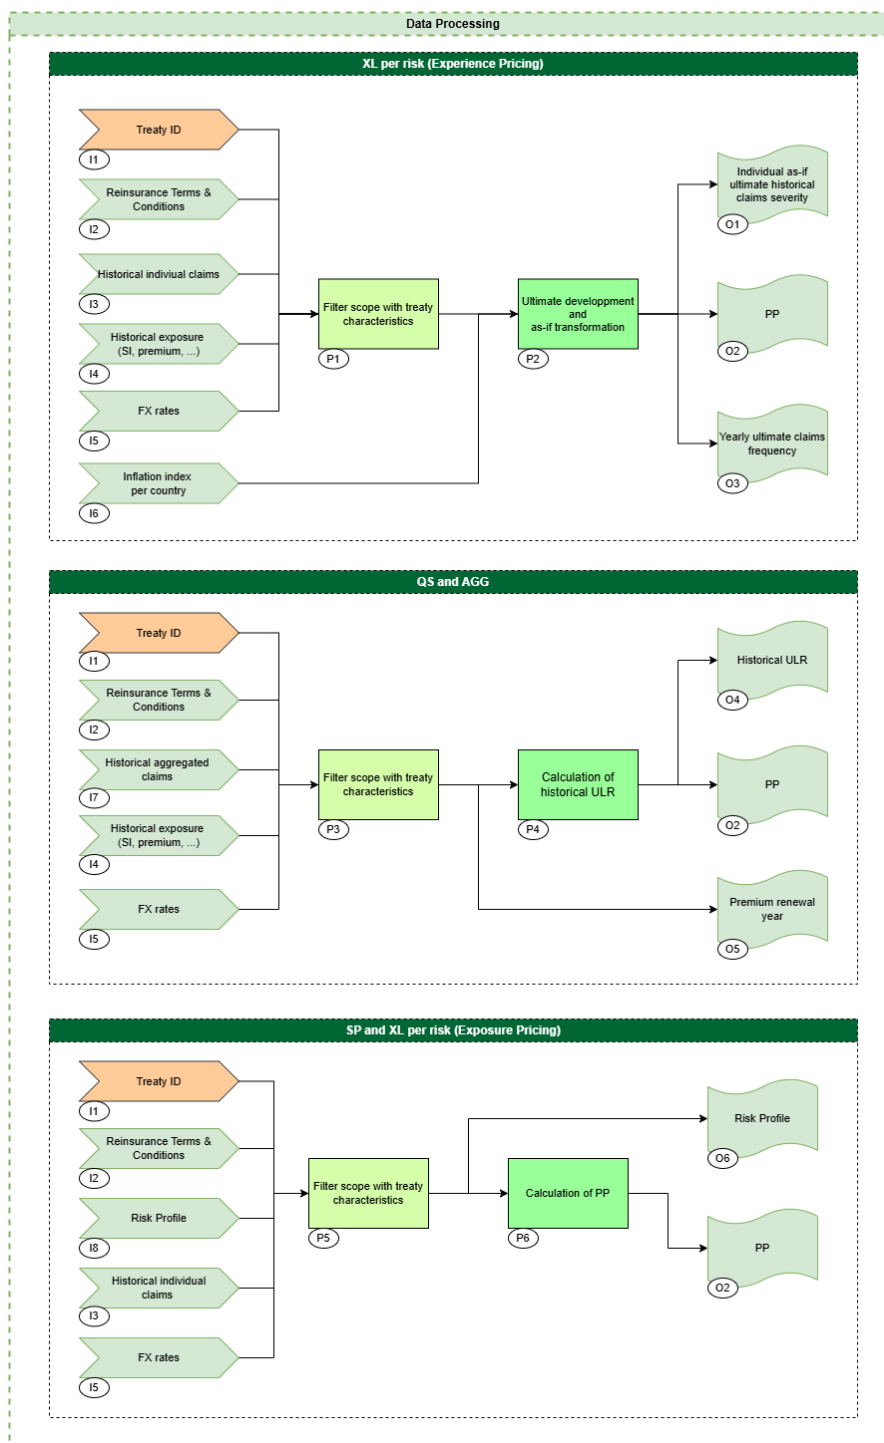 Data Processing
XL per risk (Experience Pricing)
Treaty ID
I1
Reinsurance Terms &
Conditions
I2
Historical indiviual claims
I3
Historical exposure
(SI, premium, ...)
I4
FX rates
I5
Inflation index
per country
I6
Filter scope with treaty
characteristics
P1
Ultimate developpment
and
as-if transformation
P2
Individual as-if
ultimate historical
claims severity
O1
PP
O2
Yearly ultimate claims
frequency
O3
QS and AGG
Treaty ID
I1
Reinsurance Terms &
Conditions
I2
Historical aggregated
claims
I7
Historical exposure
(SI, premium, ...)
I4
FX rates
I5
Filter scope with treaty
characteristics
P3
Calculation of
historical ULR
P4
Historical ULR
O4
PP
O2
Premium renewal
year
O5
SP and XL per risk (Exposure Pricing)
Treaty ID
I1
Reinsurance Terms &
Conditions
I2
Risk Profile
I8
Historical individual
claims
I3
FX rates
I5
Filter scope with treaty
characteristics
P5
Calculation of PP
P6
Risk Profile
O6
PP
O2